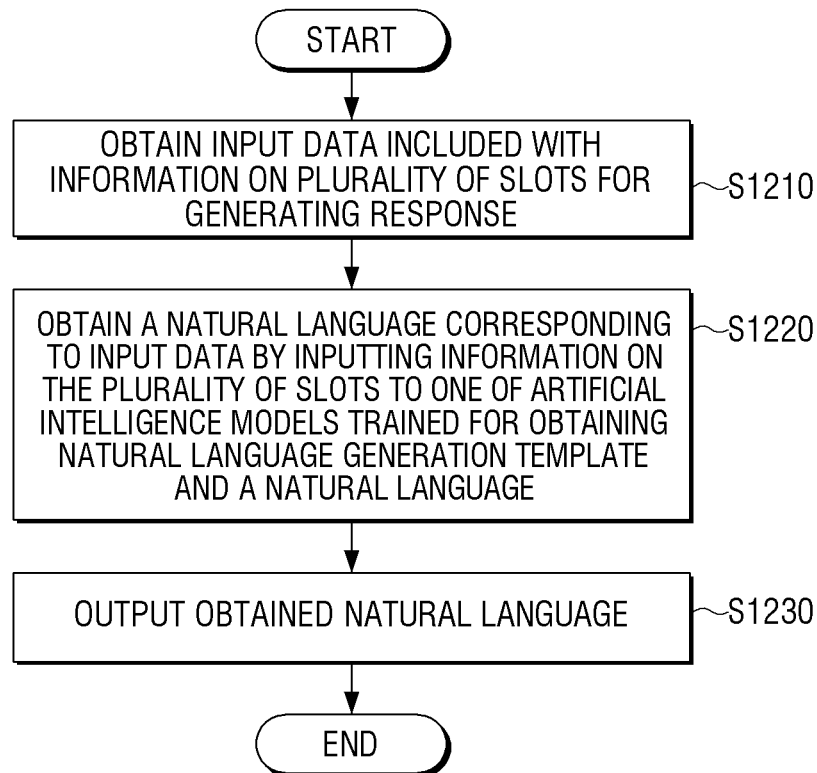 START
OBTAIN INPUT DATA INCLUDED WITH
INFORMATION ON PLURALITY OF SLOTS FOR
GENERATING RESPONSE
S1210
OBTAIN A NATURAL LANGUAGE CORRESPONDING
TO INPUT DATA BY INPUTTING INFORMATION ON
THE PLURALITY OF SLOTS TO ONE OF ARTIFICIAL
INTELLIGENCE MODELS TRAINED FOR OBTAINING
NATURAL LANGUAGE GENERATION TEMPLATE
AND A NATURAL LANGUAGE
S1220
OUTPUT OBTAINED NATURAL LANGUAGE
S1230
END